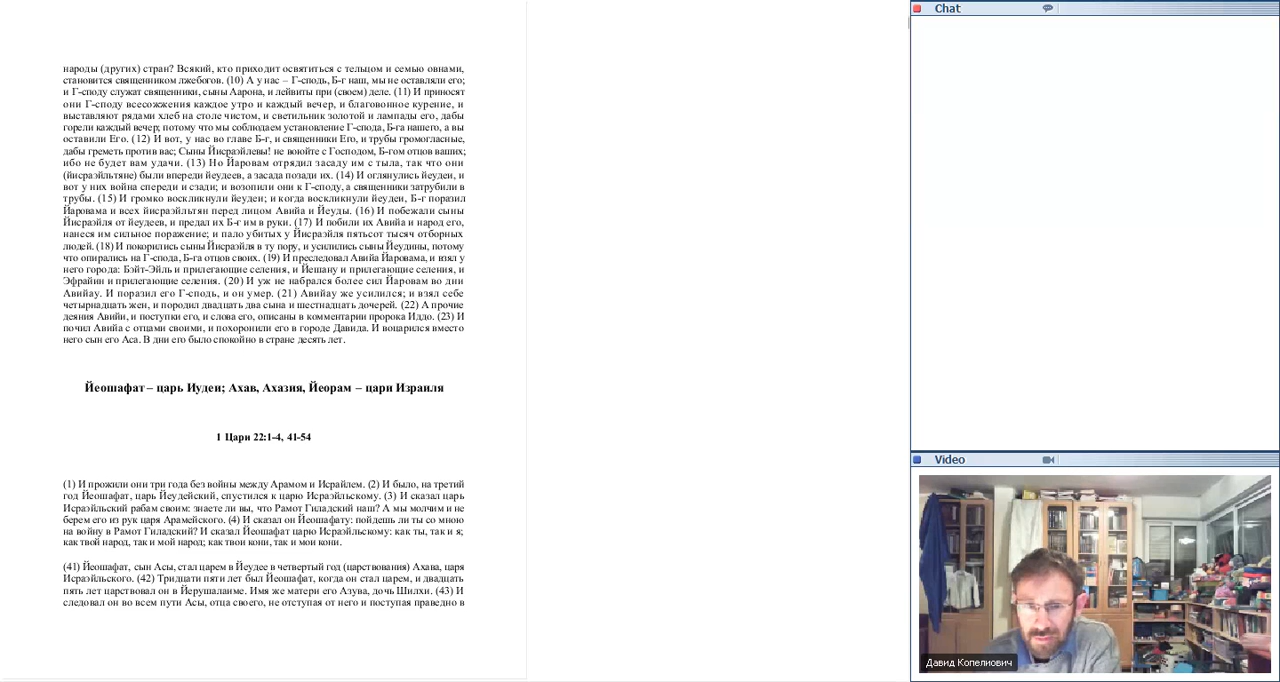 народы (других) стран? Всякий, кто приходит освятиться с тельцом и семью овнами,
становится священником лжебогов. (10) А у нас – Г-сподь, Б-г наш, мы не оставляли его;
и Г-споду служат священники, сыны Аарона, и лейвиты при (своем) деле. (11) И приносят
они Г-споду всесожжения каждое утро и каждый вечер, и благовонное курение, и
выставляют рядами хлеб на столе чистом, и светильник золотой и лампады его, дабы
горели каждый вечер; потому что мы соблюдаем установление Г-спода, Б-га нашего, а вы
оставили Его. (12) И вот, у нас во главе Б-г, и священники Его, и трубы громогласные,
дабы греметь против вас; Сыны Йисраэйлевы! не воюйте с Господом, Б-гом отцов ваших;
ибо не будет вам удачи. (13) Но Йаровам отрядил засаду им с тыла, так что они
(йисраэйльтяне) были впереди йеудеев, а засада позади их. (14) И оглянулись йеудеи, и
вот у них война спереди и сзади; и возопили они к Г-споду, а священники затрубили в
трубы. (15) И громко воскликнули йеудеи; и когда воскликнули йеудеи, Б-г поразил
Йаровама и всех йисраэйльтян перед лицом Авийа и Йеуды. (16) И побежали сыны
Йисраэйля от йеудеев, и предал их Б-г им в руки. (17) И побили их Авийа и народ его,
нанеся им сильное поражение; и пало убитых у Йисраэйля пятьсот тысяч отборных
людей. (18) И покорились сыны Йисраэйля в ту пору, и усилились сыны Йеудины, потому
что опирались на Г-спода, Б-га отцов своих. (19) И преследовал Авийа Йаровама, и взял у
него города: Бэйт-Эйль и прилегающие селения, и Йешану и прилегающие селения, и
Эфрайин и прилегающие селения. (20) И уж не набрался более сил Йаровам во дни
Авийау. И поразил его Г-сподь, и он умер. (21) Авийау же усилился; и взял себе
четырнадцать жен, и породил двадцать два сына и шестнадцать дочерей. (22) А прочие
деяния Авийи, и поступки его, и слова его, описаны в комментарии пророка Иддо. (23) И
почил Авийа с отцами своими, и похоронили его в городе Давида. И воцарился вместо
него сын его Аса. В дни его было спокойно в стране десять лет.
Йеошафат – царь Иудеи; Ахав, Ахазия, Йеорам – цари Израиля
1 Цари 22:1-4, 41-54
(1) И прожили они три года без войны между Арамом и Исрайлем. (2) И было, на третий
год Йеошафат, царь Йеудейский, спустился к царю Исраэйльскому. (3) И сказал царь
Исраэйльский рабам своим: знаете ли вы, что Рамот Гиладский наш? А мы молчим и не
берем его из рук царя Арамейского. (4) И сказал он Йеошафату: пойдешь ли ты со мною
на войну в Рамот Гиладский? И сказал Йеошафат царю Исраэйльскому: как ты, так и я;
как твой народ, так и мой народ; как твои кони, так и мои кони.
(41) Йеошафат, сын Асы, стал царем в Йеудее в четвертый год (царствования) Ахава, царя
Исраэйльского. (42) Тридцати пяти лет был Йеошафат, когда он стал царем, и двадцать
пять лет царствовал он в Йерушалаиме. Имя же матери его Азува, дочь Шилхи. (43) И
следовал он во всем пути Асы, отца своего, не отступая от него и поступая праведно в
Chat
Video
Давид Копелиович